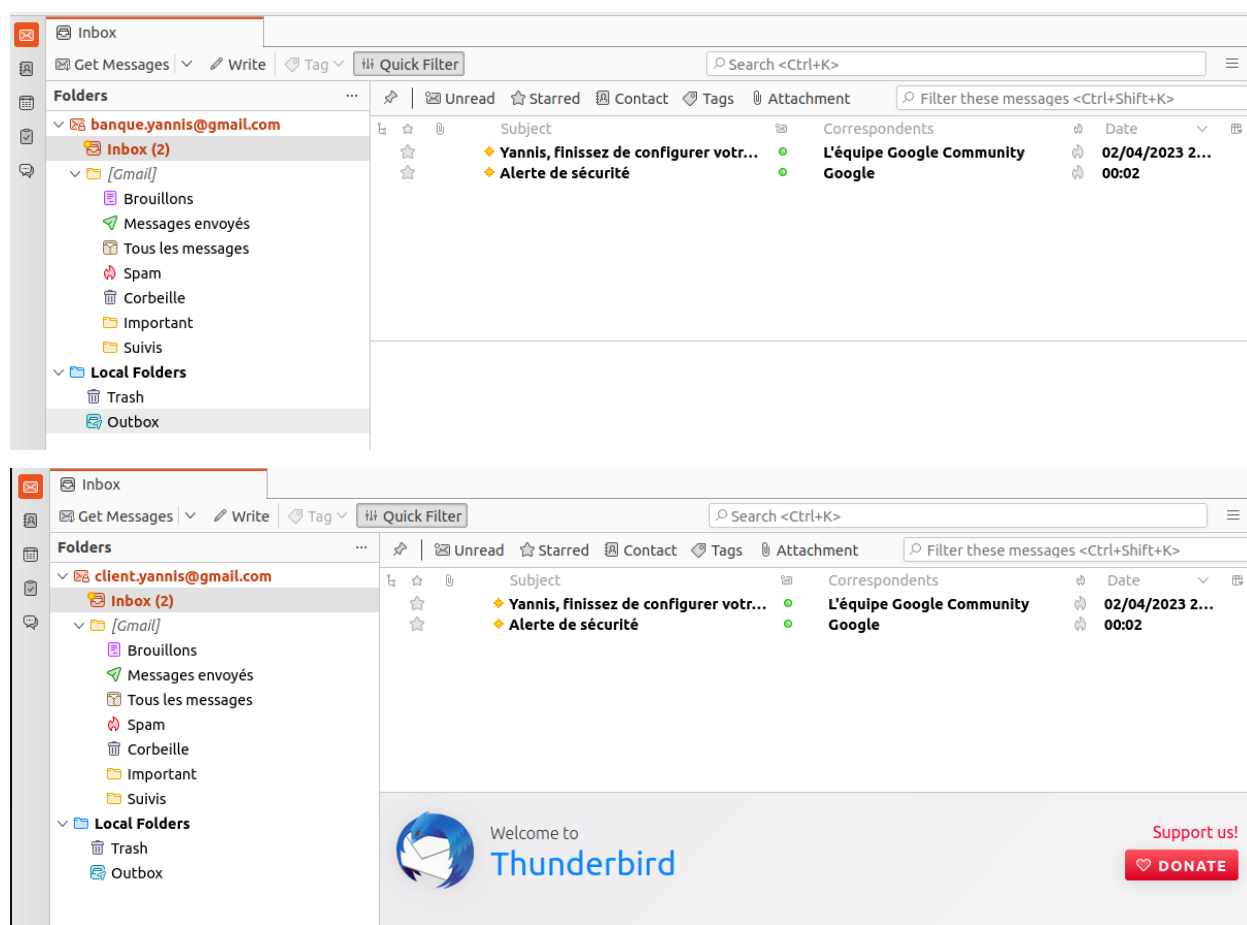 Inbox
Get Messages Write Tag Quick Filter Search <Ctrl+K>
Folders ... Unread Starred Contact Tags Attachment Filter these messages <Ctrl+Shift+K>
banque.yannis@gmail.com Subject Correspondents Date
Inbox (2) Yannis, finissez de configurer votr... L'équipe Google Community 02/04/2023 2...
[Gmail] Alerte de sécurité Google 00:02
Brouillons
Messages envoyés
Tous les messages
Spam
Corbeille
Important
Suivis
Local Folders
Trash
Outbox
Inbox
Get Messages Write Tag Quick Filter Search <Ctrl+K>
Folders ... Unread Starred Contact Tags Attachment Filter these messages <Ctrl+Shift+K>
client.yannis@gmail.com Subject Correspondents Date
Inbox (2) Yannis, finissez de configurer votr... L'équipe Google Community 02/04/2023 2...
[Gmail] Alerte de sécurité Google 00:02
Brouillons
Messages envoyés
Tous les messages
Spam
Corbeille
Important
Suivis
Local Folders
Trash
Outbox
Welcome to
Thunderbird
Support us!
DONATE